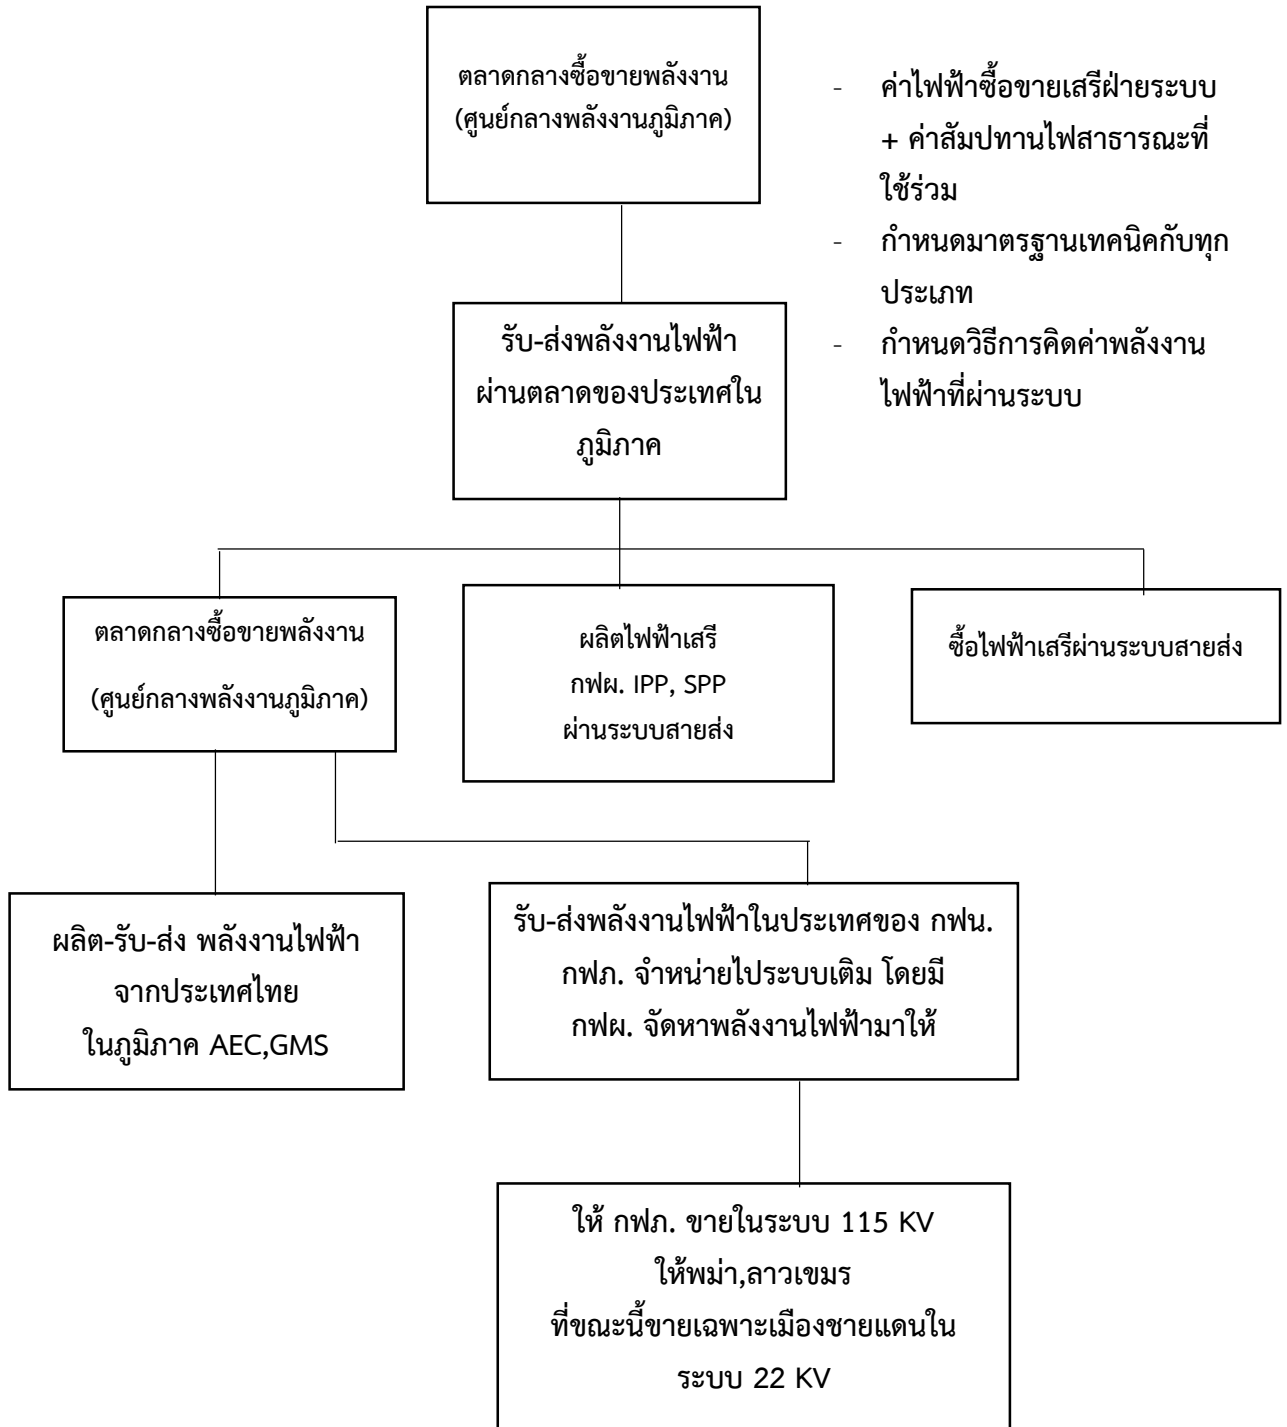 ตลาดกลางซื้อขายพลังงาน
(ศูนย์กลางพลังงานภูมิภาค)
- ค่าไฟฟ้าซื้อขายเสรีฝ่ายระบบ
+ ค่าสัมปทานไฟสาธารณะที่
ใช้ร่วม
- กำหนดมาตรฐานเทคนิคกับทุก
ประเภท
- กำหนดวิธีการคิดค่าพลังงาน
ไฟฟ้าที่ผ่านระบบ
รับ-ส่งพลังงานไฟฟ้า
ผ่านตลาดของประเทศใน
ภูมิภาค
ตลาดกลางซื้อขายพลังงาน
(ศูนย์กลางพลังงานภูมิภาค)
ผลิตไฟฟ้าเสรี
กฟผ. IPP, SPP
ผ่านระบบสายส่ง
ซื้อไฟฟ้าเสรีผ่านระบบสายส่ง
ผลิต-รับ-ส่ง พลังงานไฟฟ้า
จากประเทศไทย
ในภูมิภาค AEC,GMS
รับ-ส่งพลังงานไฟฟ้าในประเทศของ กฟน.
กฟภ. จำหน่ายไประบบเติม โดยมี
กฟผ. จัดหาพลังงานไฟฟ้ามาให้
ให้ กฟภ. ขายในระบบ 115 KV
ให้พม่า,ลาวเขมร
ที่ขณะนี้ขายเฉพาะเมืองชายแดนใน
ระบบ 22 KV